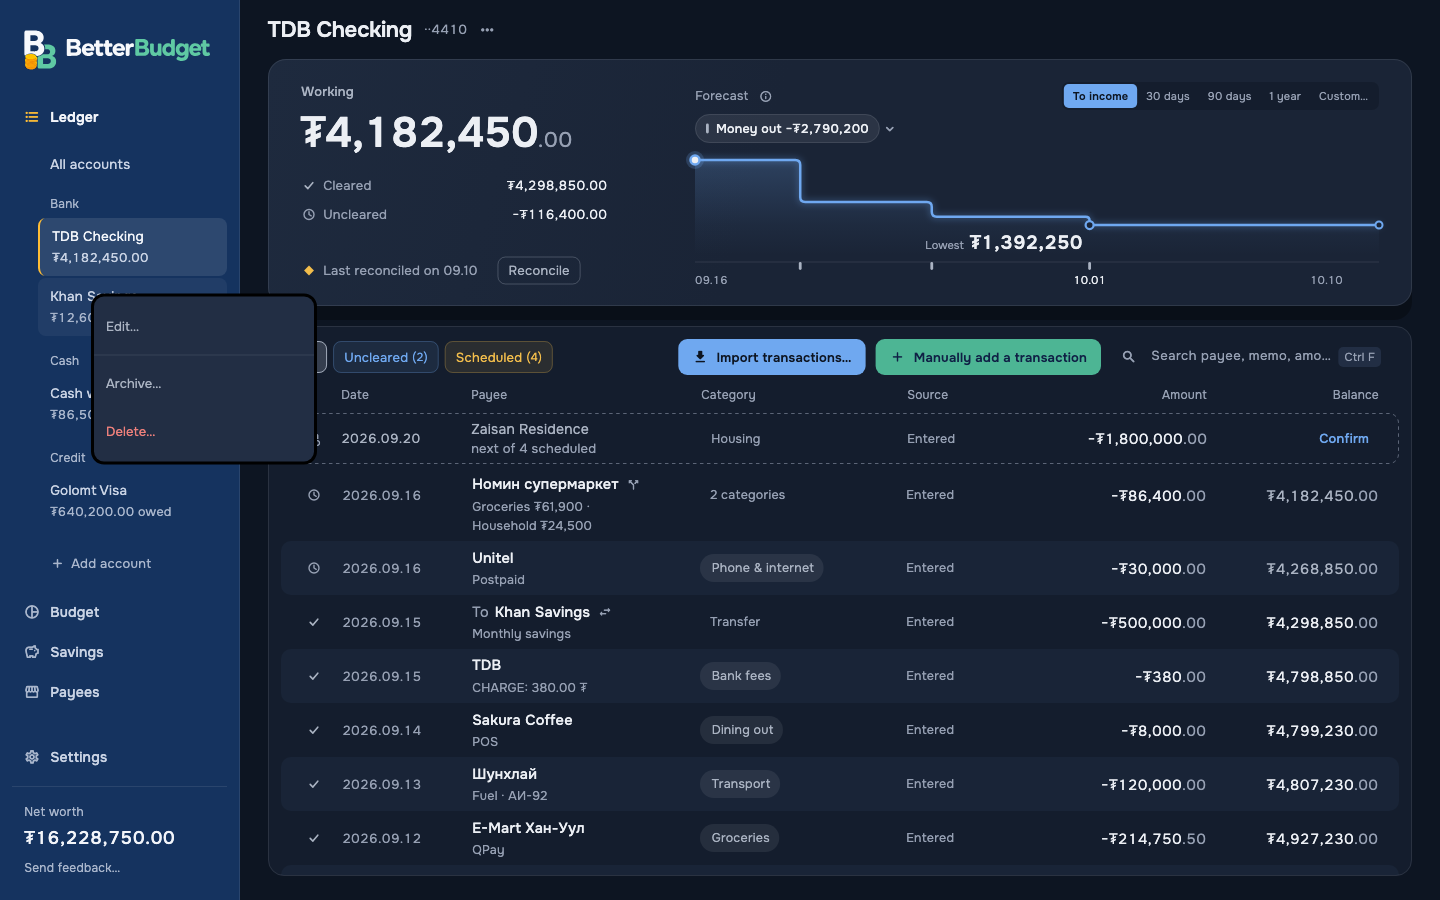 BetterBudget
Ledger
All accounts
Bank
TDB Checking
₮4,182,450.00
Khan
₮12,60
Cash
Cash
₮86,50
Credit
Golomt Visa
₮640,200.00 owed
+ Add account
Budget
Savings
Payees
Settings
Net worth
₮16,228,750.00
Send feedback...
Edit...
Archive...
Delete...
TDB Checking ··4410 •••
Working
₮4,182,450.00
Cleared ₮4,298,850.00
Uncleared -₮116,400.00
Last reconciled on 09.10 Reconcile
Forecast
To income 30 days 90 days 1 year Custom...
Money out -₮2,790,200
Lowest ₮1,392,250
09.16 10.01 10.10
Uncleared (2) Scheduled (4) Import transactions... + Manually add a transaction Search payee, memo, amo... Ctrl F
Date Payee Category Source Amount Balance
2026.09.20 Zaisan Residence Housing Entered -₮1,800,000.00 Confirm
next of 4 scheduled
2026.09.16 Номин супермаркет 2 categories Entered -₮86,400.00 ₮4,182,450.00
Groceries ₮61,900 ·
Household ₮24,500
2026.09.16 Unitel Phone & internet Entered -₮30,000.00 ₮4,268,850.00
Postpaid
2026.09.15 To Khan Savings Transfer Entered -₮500,000.00 ₮4,298,850.00
Monthly savings
2026.09.15 TDB Bank fees Entered -₮380.00 ₮4,798,850.00
CHARGE: 380.00 ₮
2026.09.14 Sakura Coffee Dining out Entered -₮8,000.00 ₮4,799,230.00
POS
2026.09.13 Шунхлай Transport Entered -₮120,000.00 ₮4,807,230.00
Fuel · АИ-92
2026.09.12 E-Mart Хан-Уул Groceries Entered -₮214,750.50 ₮4,927,230.00
QPay